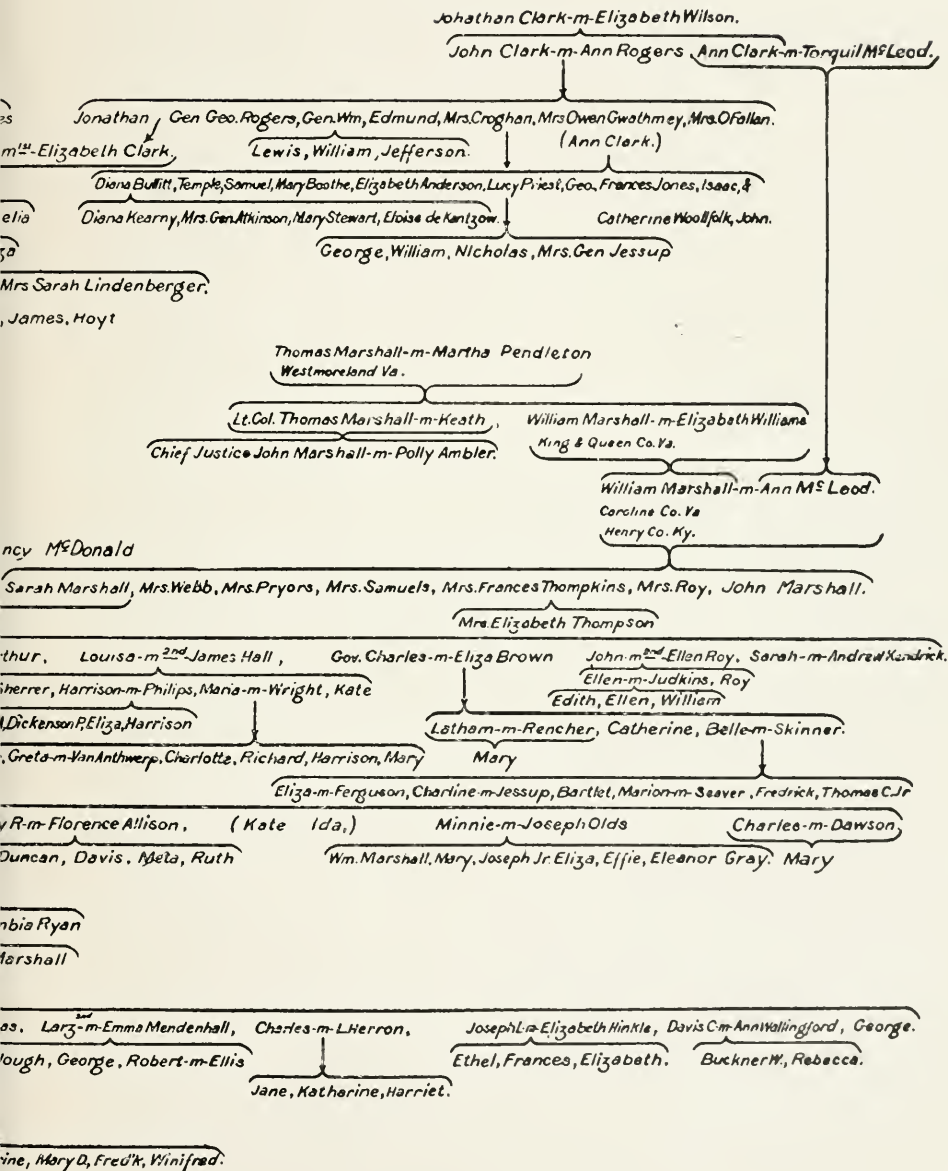 Johathan Clark-m-Elizabeth Wilson.
John Clark-m-Ann Rogers, Ann Clark-m-Torquil McLeod.
es Jonathan, Gen Geo. Rogers, Gen. Wm, Edmund, Mrs. Croghan, Mrs Owen Gwathmey, Mrs. O'Fallan.
m 1st-Elizabeth Clark, Lewis, William, Jefferson. (Ann Clark.)
Diana Bullitt, Temple, Samuel, Mary Boothe, Elizabeth Anderson, Lucy Priest, Geo., Frances Jones, Isaac, &
elia Diana Kearny, Mrs. Gen. Atkinson, Mary Stewart, Eloise de Kantzow. Catherine Woolfolk, John.
za George, William, Nicholas, Mrs. Gen Jessup
Mrs Sarah Lindenberger.
, James, Hoyt
Thomas Marshall-m-Martha Pendleton
Westmoreland Va.
Lt. Col. Thomas Marshall-m-Keath, William Marshall-m-Elizabeth Williams
King & Queen Co. Va.
Chief Justice John Marshall-m-Polly Ambler.
William Marshall-m-Ann McLeod.
Caroline Co. Va
Henry Co. Ky.
ncy McDonald
Sarah Marshall, Mrs. Webb, Mrs. Pryors, Mrs. Samuels, Mrs. Frances Thompkins, Mrs. Roy, John Marshall.
Mrs. Elizabeth Thompson
rthur, Louisa-m 2nd-James Hall, Gov. Charles-m-Eliza Brown John-m 2nd-Ellen Roy, Sarah-m-Andrew Kendrick.
Sherrer, Harrison-m-Philips, Maria-m-Wright, Kate Ellen-m-Judkins, Roy
Edith, Ellen, William
, Dickenson P, Eliza, Harrison Latham-m-Rencher, Catherine, Belle-m-Skinner.
, Greta-m-VanAnthwerp, Charlotte, Richard, Harrison, Mary Mary
Eliza-m-Ferguson, Charline-m-Jessup, Bartlet, Marion-m-Seaver, Fredrick, Thomas C. Jr
y R-m-Florence Allison, (Kate Ida,) Minnie-m-Joseph Olds Charles-m-Dawson,
Duncan, Davis, Meta, Ruth Wm. Marshall, Mary, Joseph Jr. Eliza, Effie, Eleanor Gray. Mary
mbia Ryan
Marshall
as, Larz 2nd-m-Emma Mendenhall, Charles-m-L Herron, Joseph L-m-Elizabeth Hinkle, Davis C-m-Ann Wallingford, George.
lough, George, Robert-m-Ellis Ethel, Frances, Elizabeth. Buckner W., Rebecca.
Jane, Katharine, Harriet.
rine, Mary D, Fred'k, Winifred.